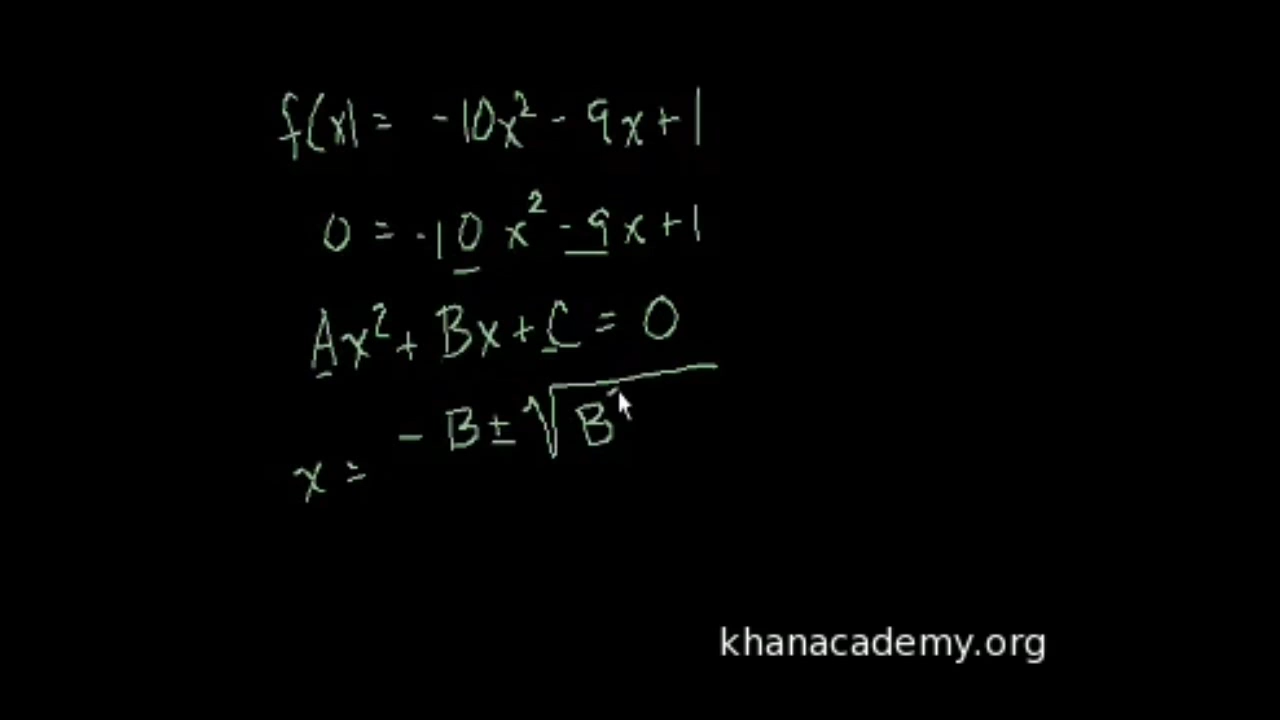 f(x) = -10x² - 9x + 1
0 = -10x² - 9x + 1
Ax² + Bx + C = 0
x = - B ± √B
khanacademy.org